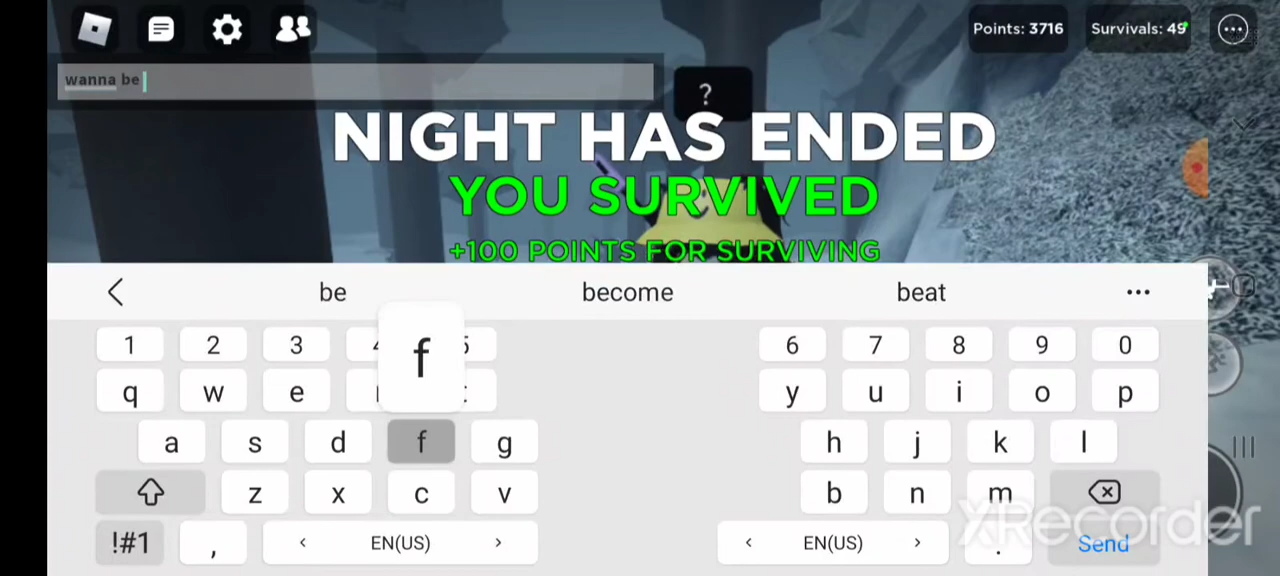 Points: 3716 Survivals: 49
wanna be
?
NIGHT HAS ENDED
YOU SURVIVED
+100 POINTS FOR SURVIVING
be become beat ...
1 2 3 6 7 8 9 0
f
q w e y u i o p
a s d f g h j k l
z x c v b n m
!#1 , < EN(US) > < EN(US) > . Send
XRecorder